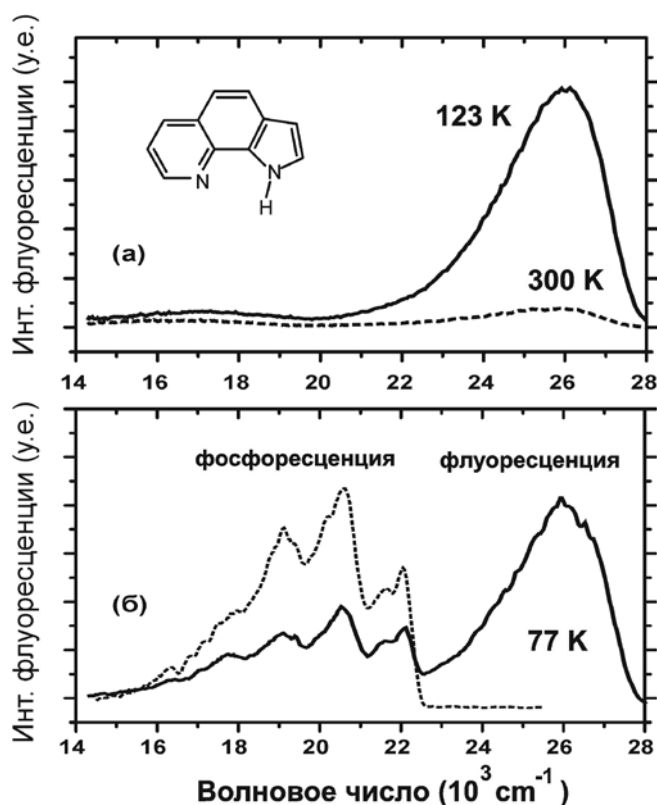 Инт. флуоресценции (у.е.)
123 K
N
N
H
(а)
300 K
14 16 18 20 22 24 26 28
Инт. флуоресценции (у.е.)
фосфоресценция флуоресценция
(б)
77 K
14 16 18 20 22 24 26 28
Волновое число (10³ cm⁻¹)